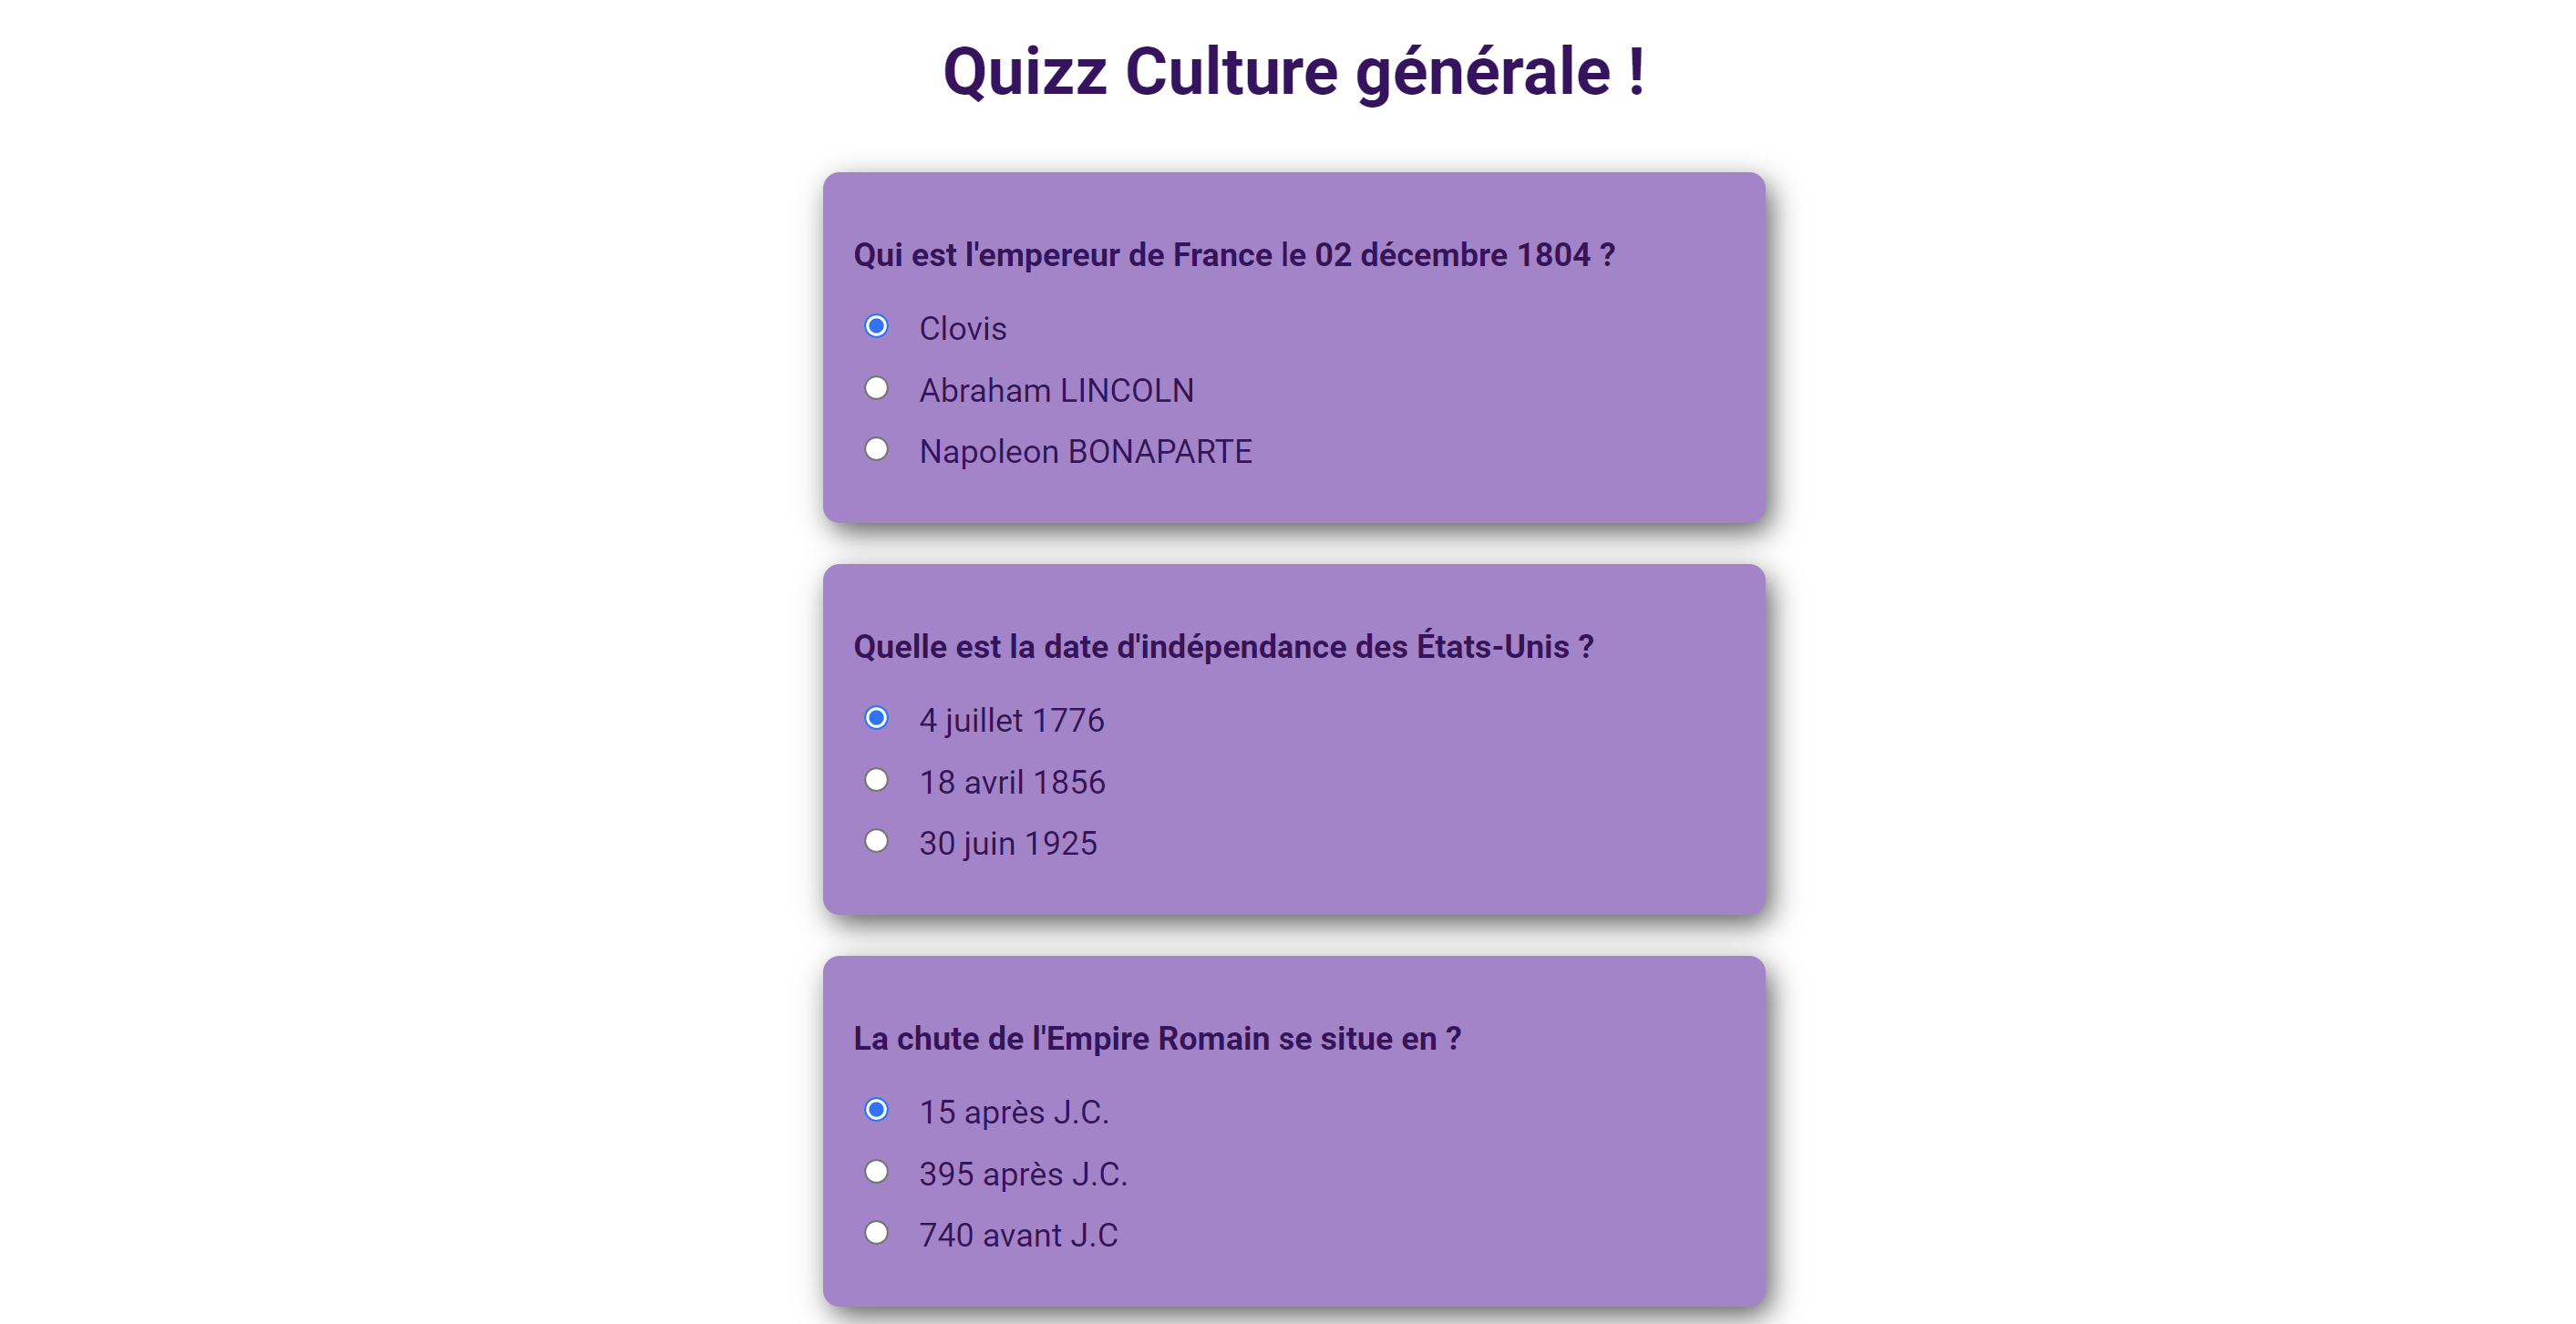 Quizz Culture générale !
Qui est l'empereur de France le 02 décembre 1804 ?
Clovis
Abraham LINCOLN
Napoleon BONAPARTE
Quelle est la date d'indépendance des États-Unis ?
4 juillet 1776
18 avril 1856
30 juin 1925
La chute de l'Empire Romain se situe en ?
15 après J.C.
395 après J.C.
740 avant J.C